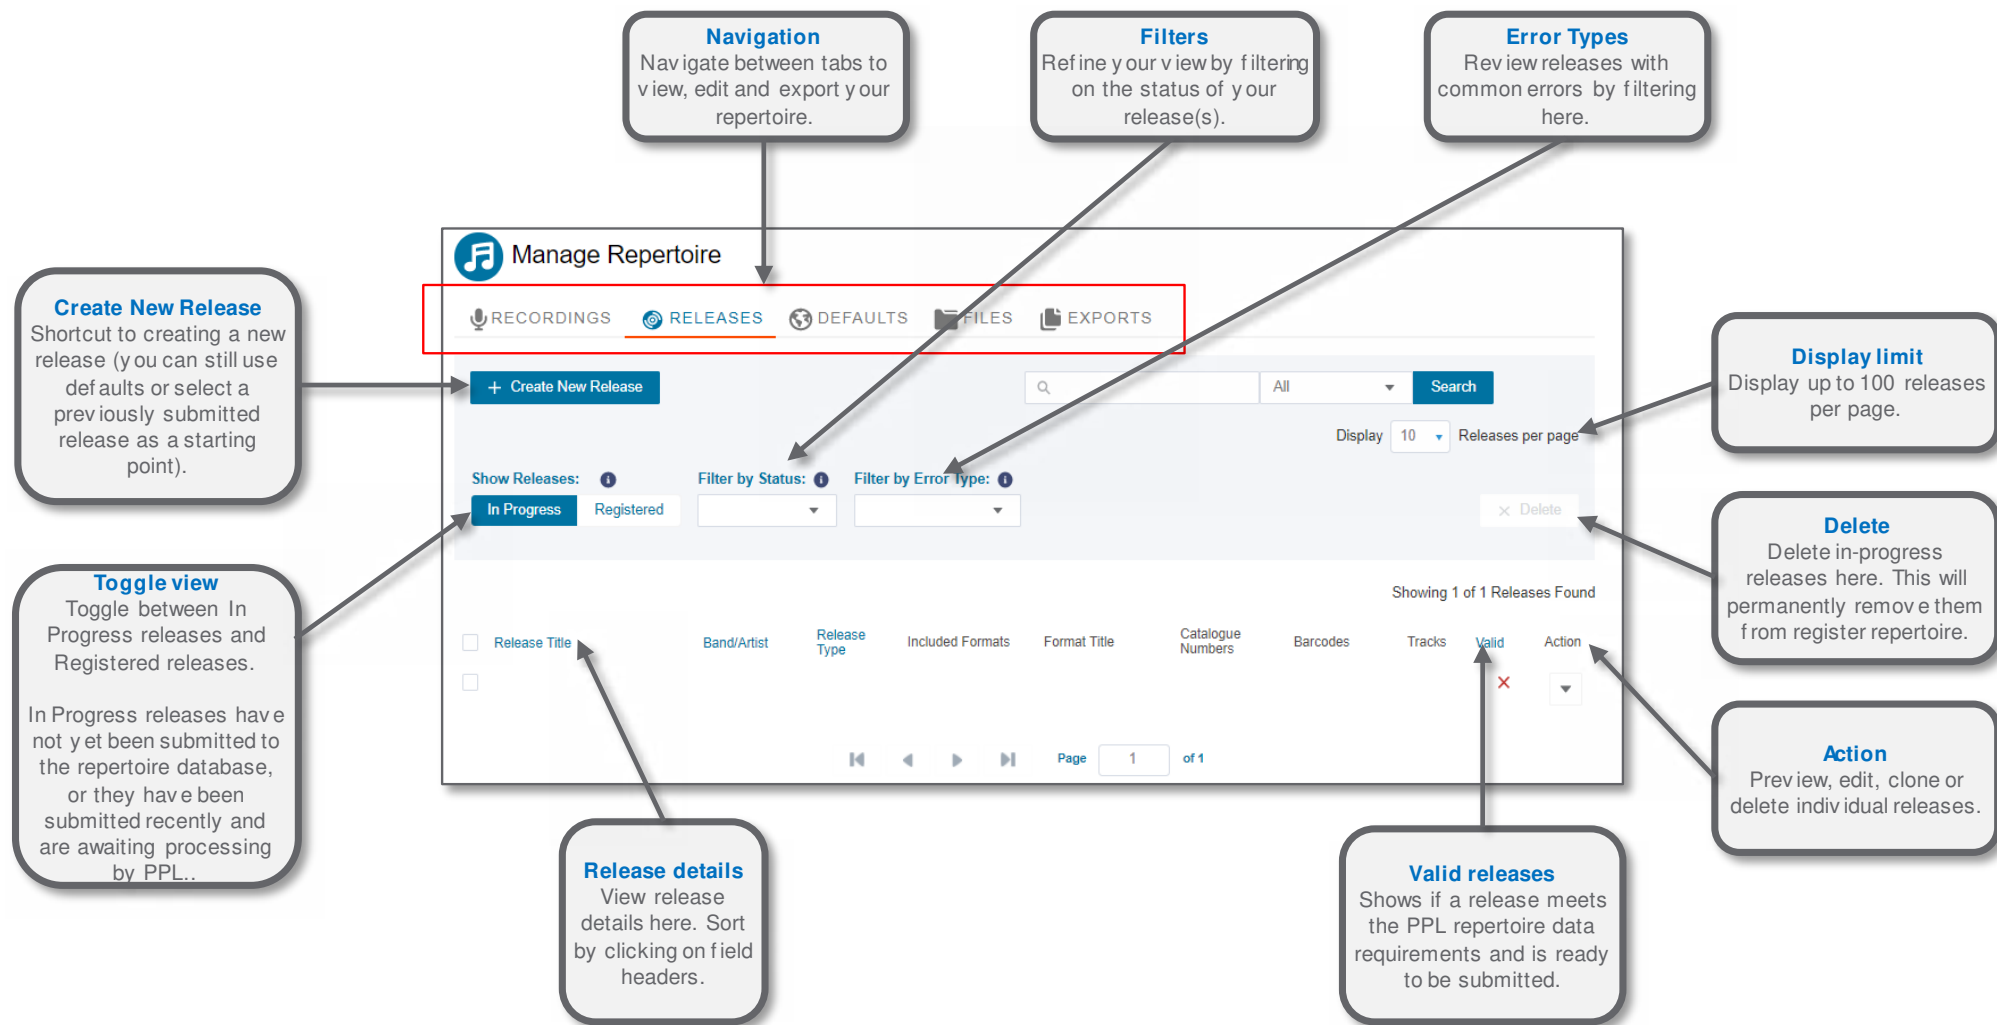 Navigation
Navigate between tabs to
view, edit and export your
repertoire.
Filters
Refine your view by filtering
on the status of your
release(s).
Error Types
Review releases with
common errors by filtering
here.
Create New Release
Shortcut to creating a new
release (you can still use
defaults or select a
previously submitted
release as a starting
point).
Toggle view
Toggle between In
Progress releases and
Registered releases.
In Progress releases have
not yet been submitted to
the repertoire database,
or they have been
submitted recently and
are awaiting processing
by PPL..
Manage Repertoire
RECORDINGS RELEASES DEFAULTS FILES EXPORTS
+ Create New Release All Search
Display 10 Releases per page
Show Releases: Filter by Status: Filter by Error Type:
In Progress Registered × Delete
Showing 1 of 1 Releases Found
Release Title Band/Artist Release Type Included Formats Format Title Catalogue Numbers Barcodes Tracks Valid Action
Page 1 of 1
Display limit
Display up to 100 releases
per page.
Delete
Delete in-progress
releases here. This will
permanently remove them
from register repertoire.
Action
Preview, edit, clone or
delete individual releases.
Release details
View release
details here. Sort
by clicking on field
headers.
Valid releases
Shows if a release meets
the PPL repertoire data
requirements and is ready
to be submitted.